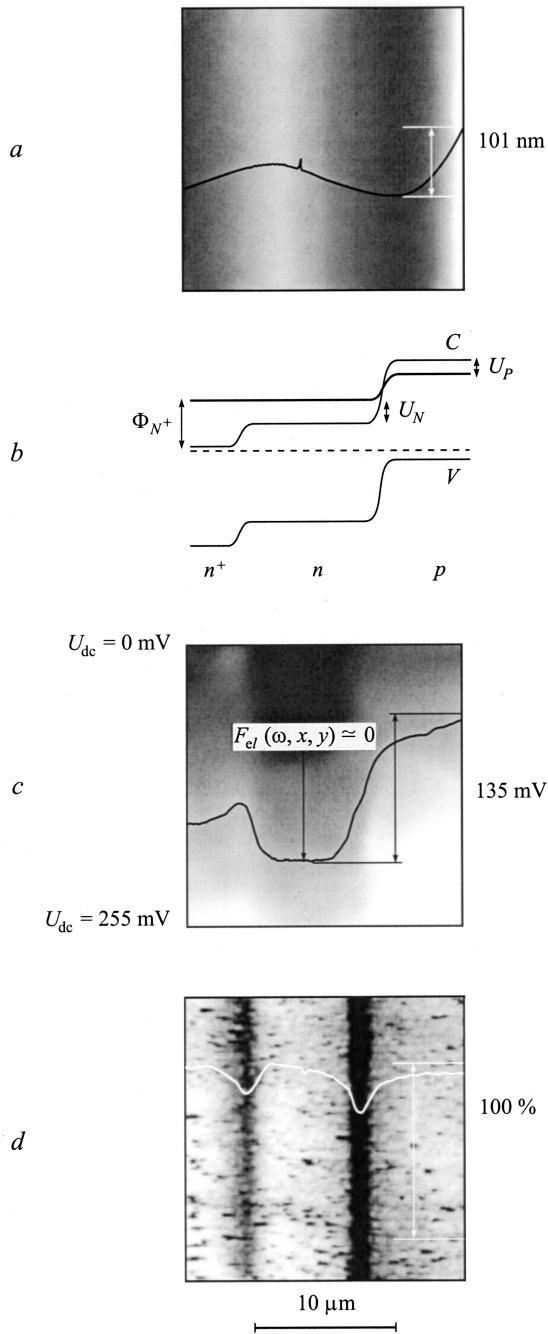 a
101 nm
C
U_P
Φ_N+
U_N
b
V
n+
n
p
U_dc = 0 mV
F_el (ω, x, y) ≃ 0
c
135 mV
U_dc = 255 mV
d
100 %
10 μm